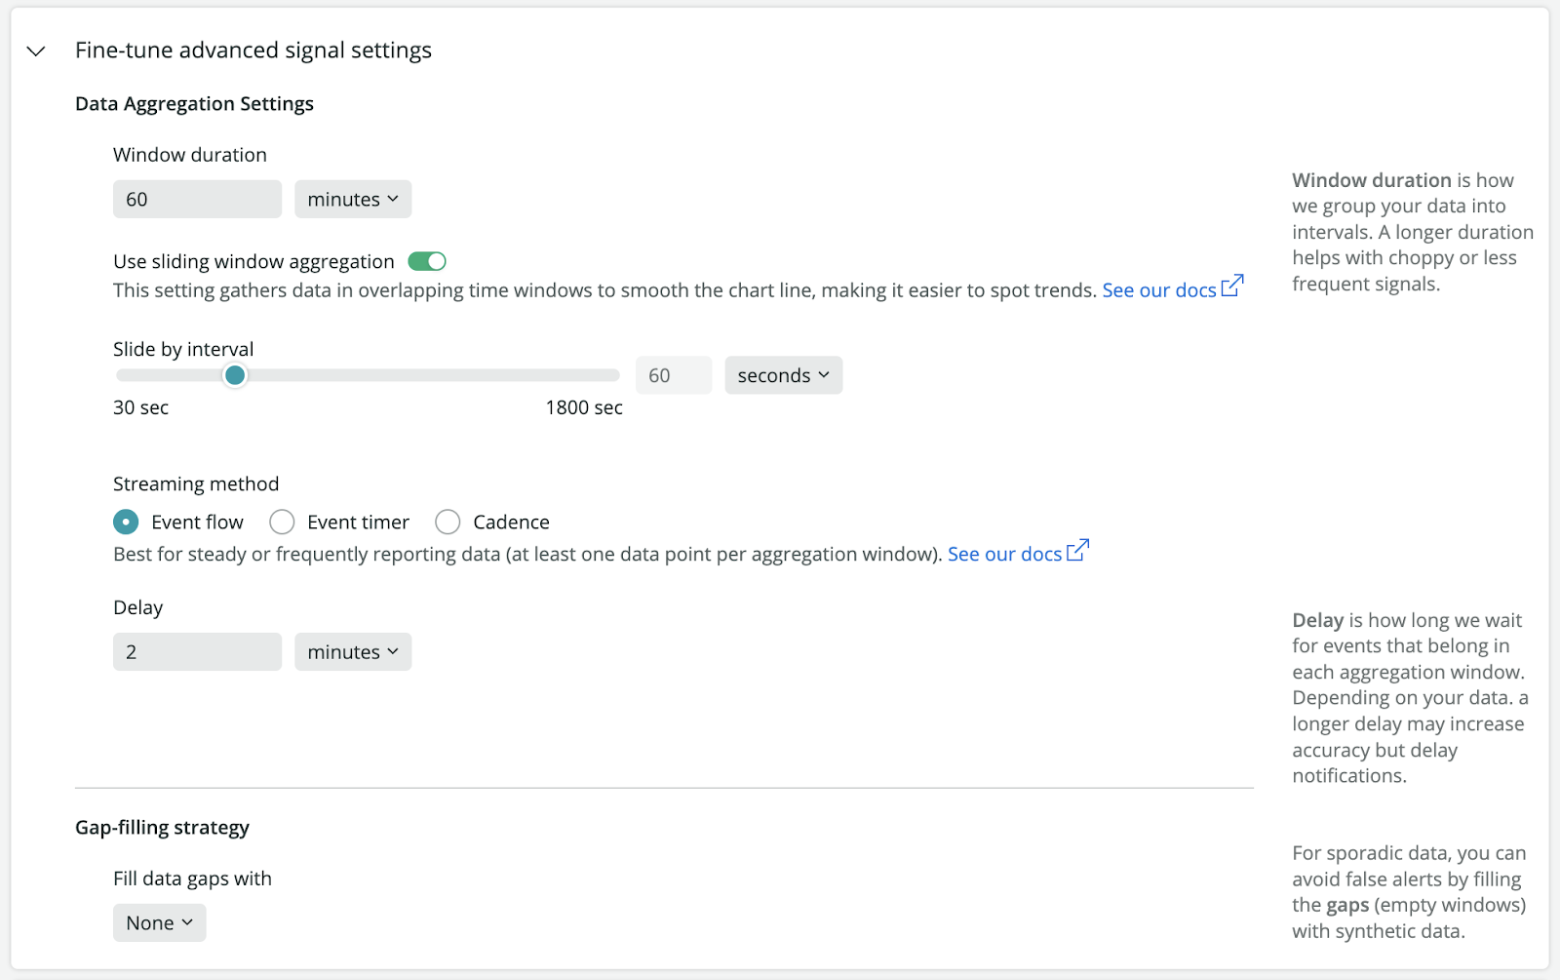 Fine-tune advanced signal settings
Data Aggregation Settings
Window duration
60 minutes
Use sliding window aggregation
This setting gathers data in overlapping time windows to smooth the chart line, making it easier to spot trends. See our docs
Slide by interval
60 seconds
30 sec 1800 sec
Streaming method
Event flow Event timer Cadence
Best for steady or frequently reporting data (at least one data point per aggregation window). See our docs
Delay
2 minutes
Gap-filling strategy
Fill data gaps with
None
Window duration is how
we group your data into
intervals. A longer duration
helps with choppy or less
frequent signals.
Delay is how long we wait
for events that belong in
each aggregation window.
Depending on your data. a
longer delay may increase
accuracy but delay
notifications.
For sporadic data, you can
avoid false alerts by filling
the gaps (empty windows)
with synthetic data.